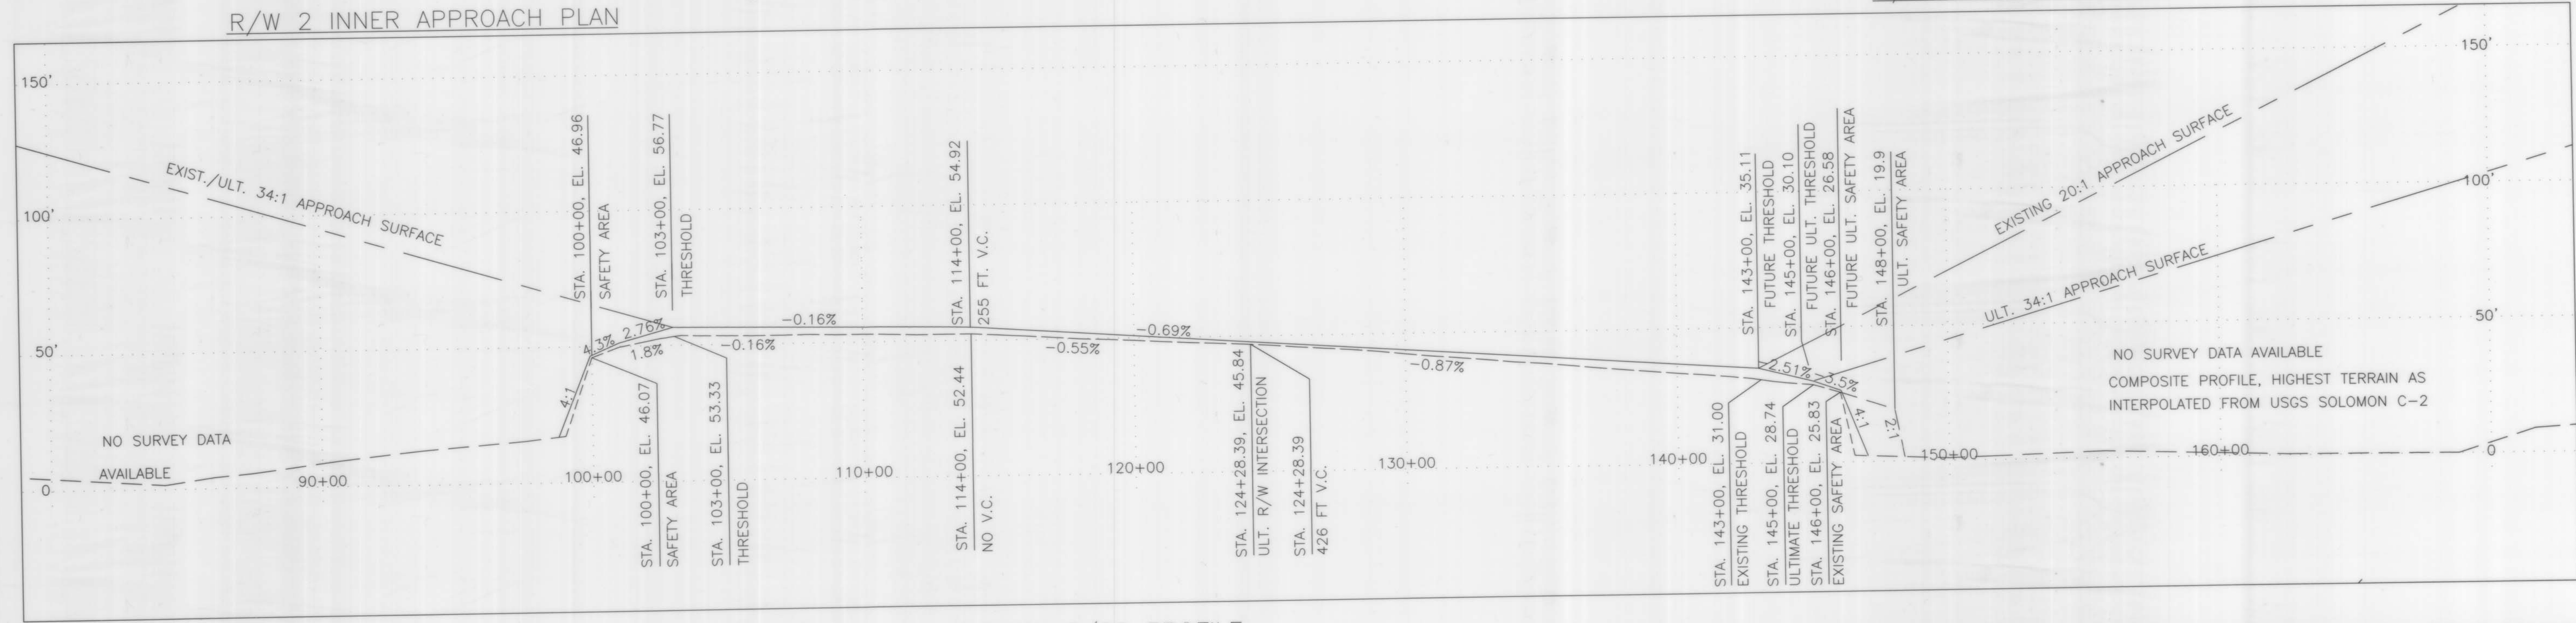 R/W 2 INNER APPROACH PLAN
150'
100'
50'
0
EXIST./ULT. 34:1 APPROACH SURFACE
NO SURVEY DATA
AVAILABLE
90+00
100+00
110+00
120+00
130+00
140+00
150+00
160+00
STA. 100+00, EL. 46.96
SAFETY AREA
STA. 103+00, EL. 56.77
THRESHOLD
STA. 114+00, EL. 54.92
255 FT. V.C.
4.3%
2.76%
1.8%
4:1
-0.16%
-0.16%
-0.69%
-0.55%
-0.87%
STA. 100+00, EL. 46.07
SAFETY AREA
STA. 103+00, EL. 53.33
THRESHOLD
STA. 114+00, EL. 52.44
NO V.C.
STA. 124+28.39, EL. 45.84
ULT. R/W INTERSECTION
STA. 124+28.39
426 FT V.C.
STA. 143+00, EL. 35.11
FUTURE THRESHOLD
STA. 145+00, EL. 30.10
FUTURE ULT. THRESHOLD
STA. 146+00, EL. 26.58
FUTURE ULT. SAFETY AREA
STA. 148+00, EL. 19.9
ULT. SAFETY AREA
-2.51%
-3.5%
4:1
2:1
STA. 143+00, EL. 31.00
EXISTING THRESHOLD
STA. 145+00, EL. 28.74
ULTIMATE THRESHOLD
STA. 146+00, EL. 25.83
EXISTING SAFETY AREA
EXISTING 20:1 APPROACH SURFACE
ULT. 34:1 APPROACH SURFACE
NO SURVEY DATA AVAILABLE
COMPOSITE PROFILE, HIGHEST TERRAIN AS
INTERPOLATED FROM USGS SOLOMON C-2
150'
100'
50'
0